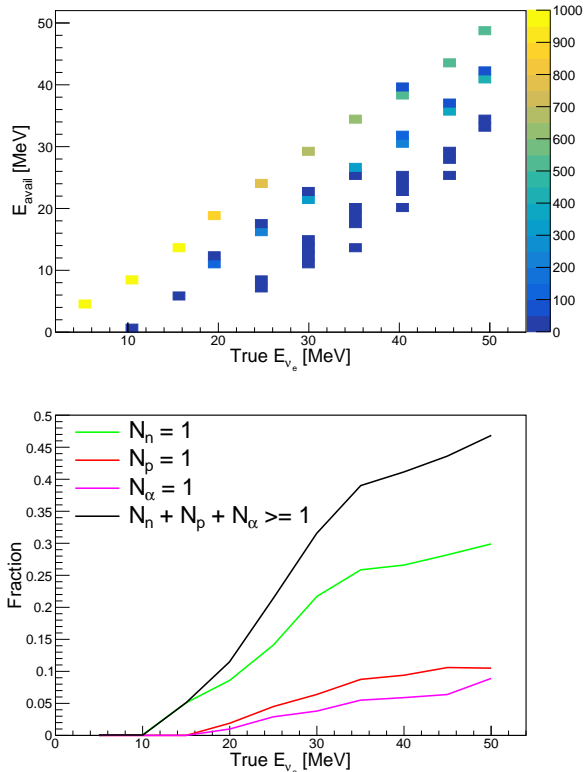 50
40
30
20
10
0
E_avail [MeV]
10 20 30 40 50
True E_ν_e [MeV]
1000
900
800
700
600
500
400
300
200
100
0
0.5
0.45
0.4
0.35
0.3
0.25
0.2
0.15
0.1
0.05
0
Fraction
N_n = 1
N_p = 1
N_α = 1
N_n + N_p + N_α >= 1
0 10 20 30 40 50
True E_ν_e [MeV]